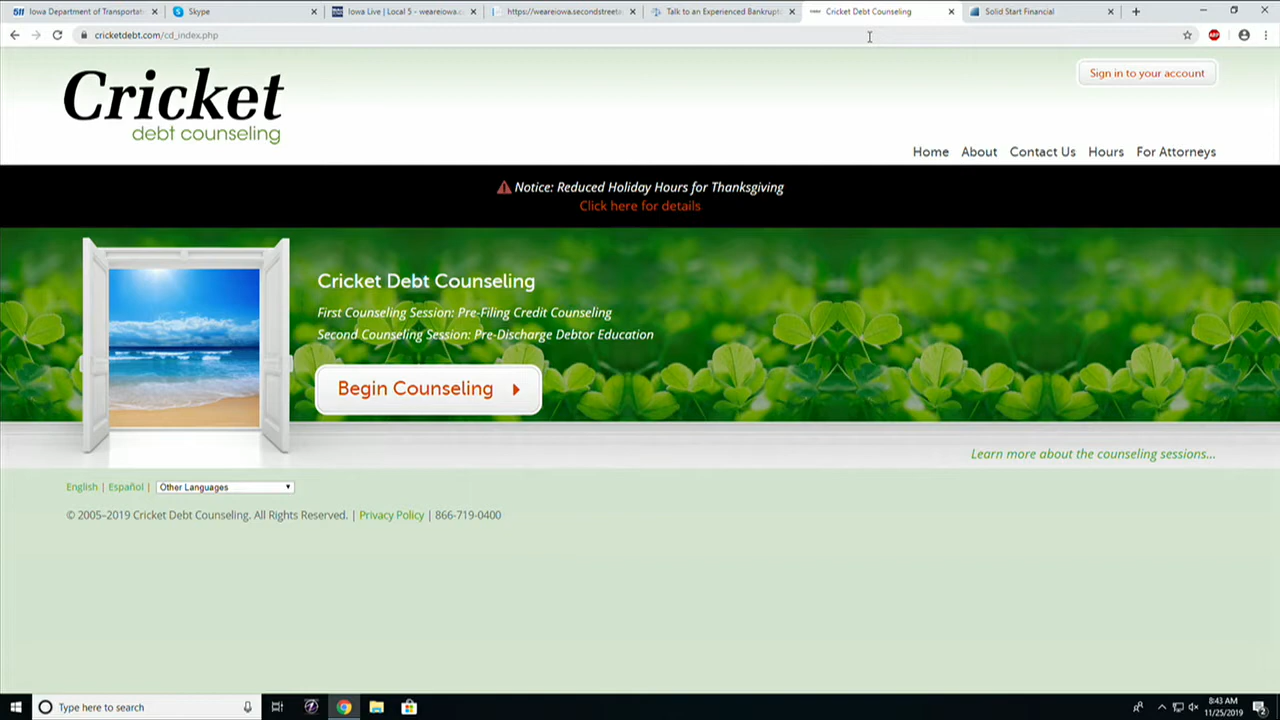 511 Iowa Department of Transportat
Skype
Iowa Live | Local 5 - weareiowa.c
https://weareiowa.secondstreeta
Talk to an Experienced Bankrupt
Cricket Debt Counseling
Solid Start Financial
cricketdebt.com/cd_index.php
ABP
Cricket
debt counseling
Sign in to your account
Home About Contact Us Hours For Attorneys
Notice: Reduced Holiday Hours for Thanksgiving
Click here for details
Cricket Debt Counseling
First Counseling Session: Pre-Filing Credit Counseling
Second Counseling Session: Pre-Discharge Debtor Education
Begin Counseling
Learn more about the counseling sessions...
English | Español | Other Languages
© 2005–2019 Cricket Debt Counseling. All Rights Reserved. | Privacy Policy | 866-719-0400
Type here to search
8:43 AM
11/25/2019
2